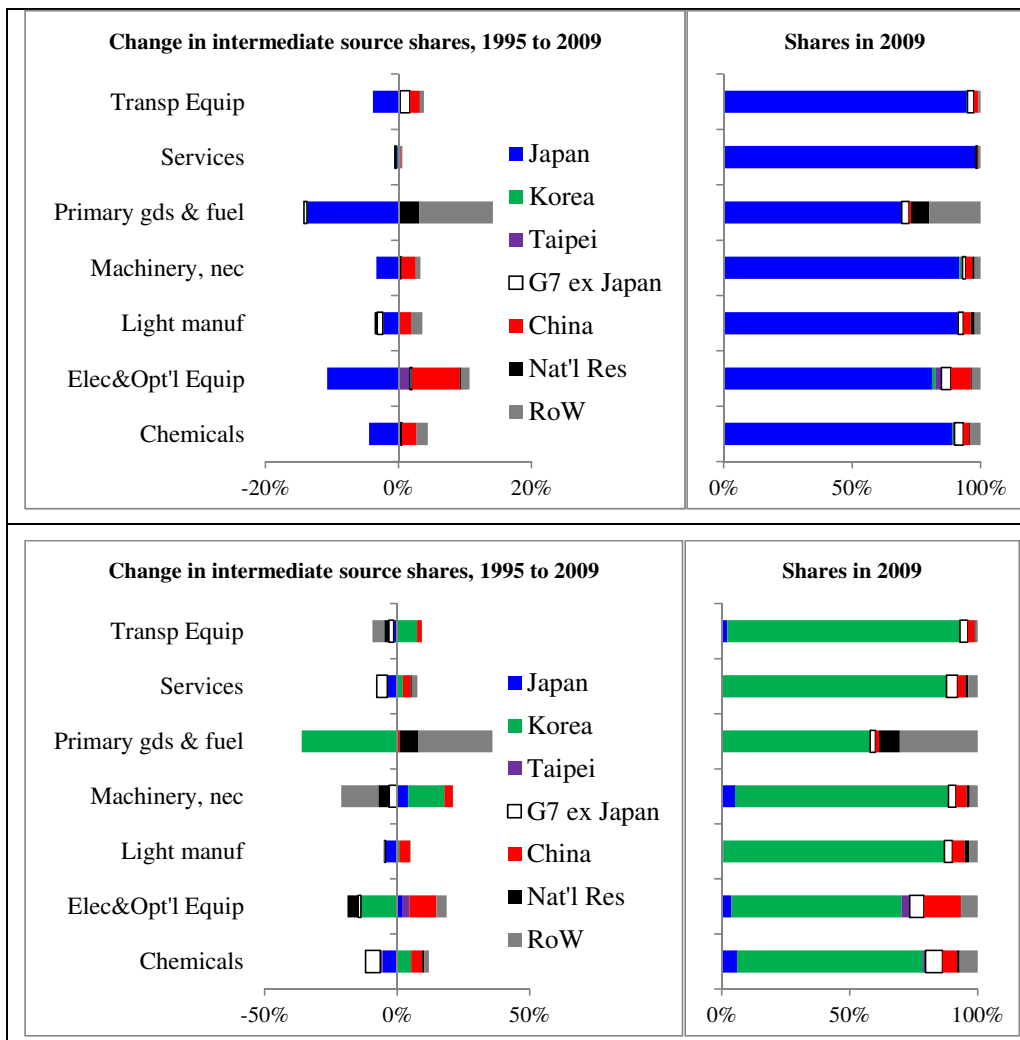 Change in intermediate source shares, 1995 to 2009
Transp Equip
Services
Primary gds & fuel
Machinery, nec
Light manuf
Elec&Opt'l Equip
Chemicals
Japan
Korea
Taipei
G7 ex Japan
China
Nat'l Res
RoW
-20% 0% 20%
Shares in 2009
0% 50% 100%
Change in intermediate source shares, 1995 to 2009
Transp Equip
Services
Primary gds & fuel
Machinery, nec
Light manuf
Elec&Opt'l Equip
Chemicals
Japan
Korea
Taipei
G7 ex Japan
China
Nat'l Res
RoW
-50% 0% 50%
Shares in 2009
0% 50% 100%